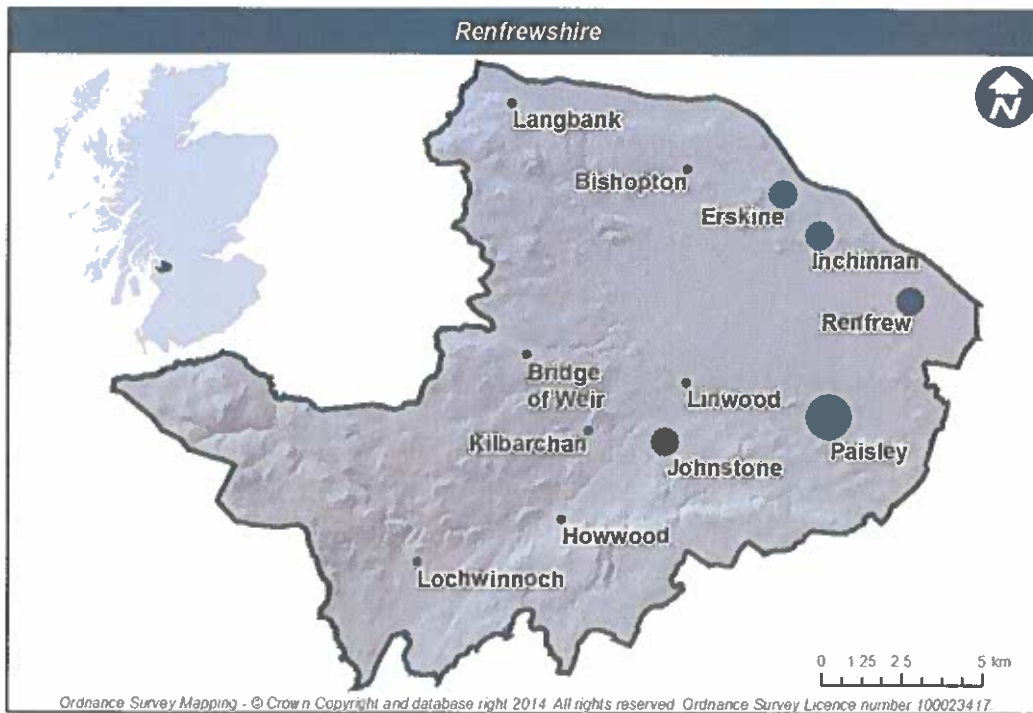 Renfrewshire
N
Langbank
Bishopton
Erskine
Inchinnan
Renfrew
Bridge
of Weir
Linwood
Kilbarchan
Johnstone
Paisley
Howwood
Lochwinnoch
0 1 25 2 5 5 km
Ordnance Survey Mapping - © Crown Copyright and database right 2014 All rights reserved Ordnance Survey Licence number 100023417